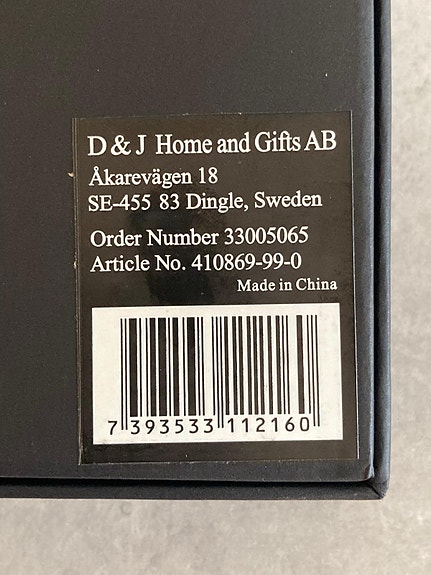 D & J Home and Gifts AB
Åkarevägen 18
SE-455 83 Dingle, Sweden
Order Number 33005065
Article No. 410869-99-0
Made in China
7 393533 112160